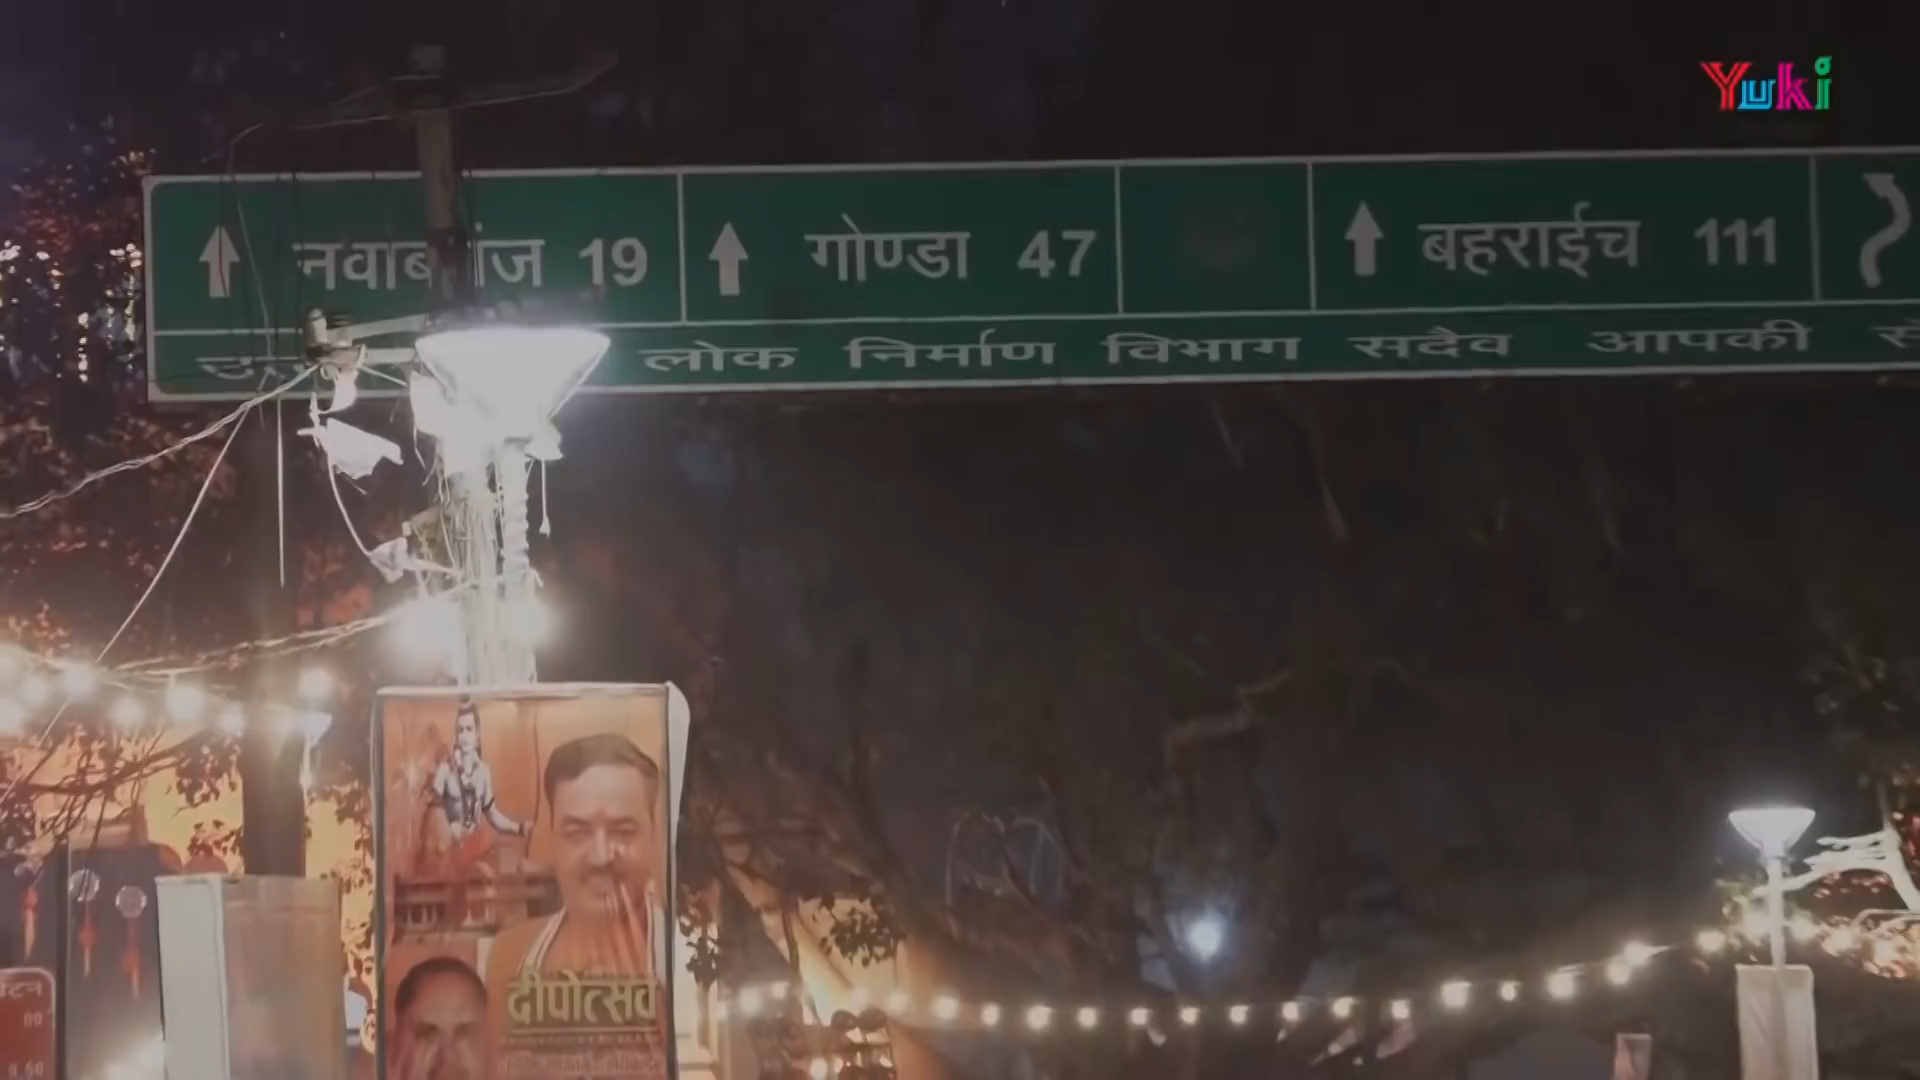 Yuki
नवाबगंज 19
गोण्डा 47
बहराईच 111
लोक निर्माण विभाग सदैव आपकी
दीपोत्सव